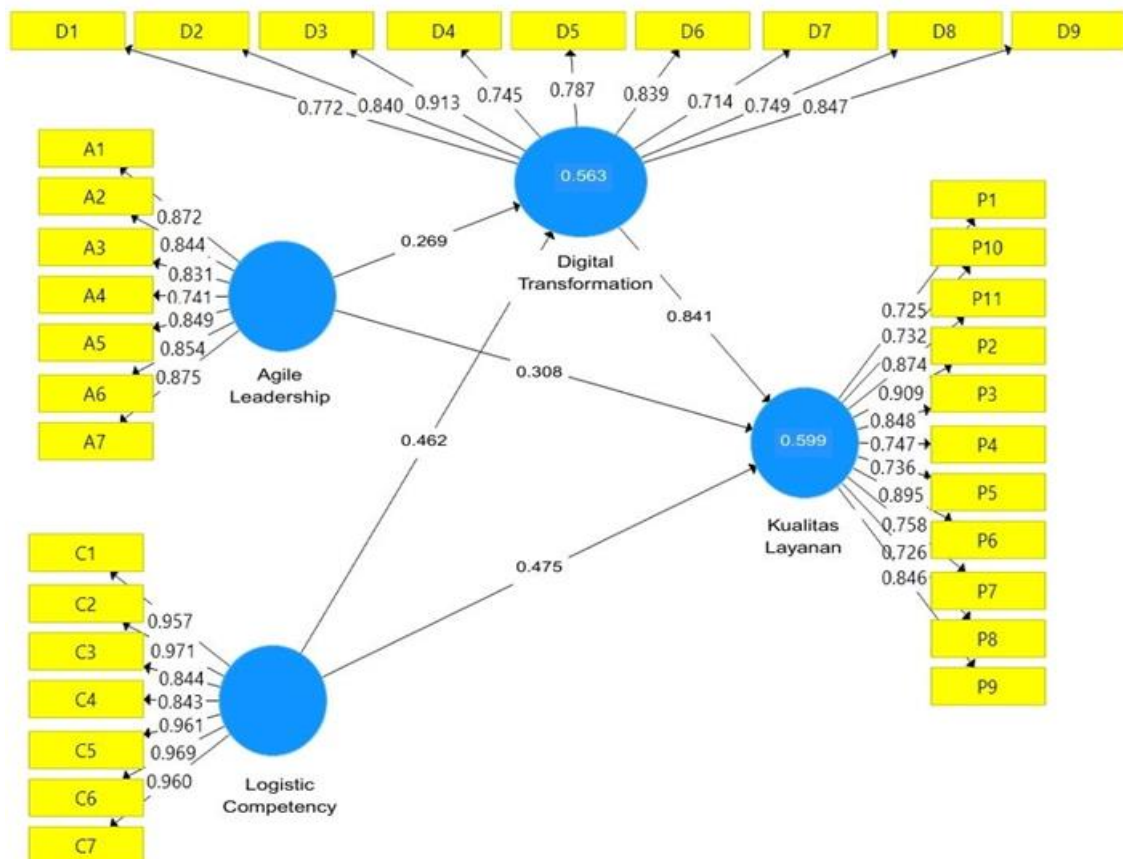 D1 D2 D3 D4 D5 D6 D7 D8 D9
0.772 0.840 0.913 0.745 0.787 0.839 0.714 0.749 0.847
A1
A2
A3
A4
A5
A6
A7
0.872
0.844
0.831
0.741
0.849
0.854
0.875
Agile
Leadership
0.563
Digital
Transformation
0.269
0.841
0.308
0.462
0.475
0.599
Kualitas
Layanan
P1
P10
P11
P2
P3
P4
P5
P6
P7
P8
P9
0.725
0.732
0.874
0.909
0.848
0.747
0.736
0.895
0.758
0.726
0.846
C1
C2
C3
C4
C5
C6
C7
0.957
0.971
0.844
0.843
0.961
0.969
0.960
Logistic
Competency